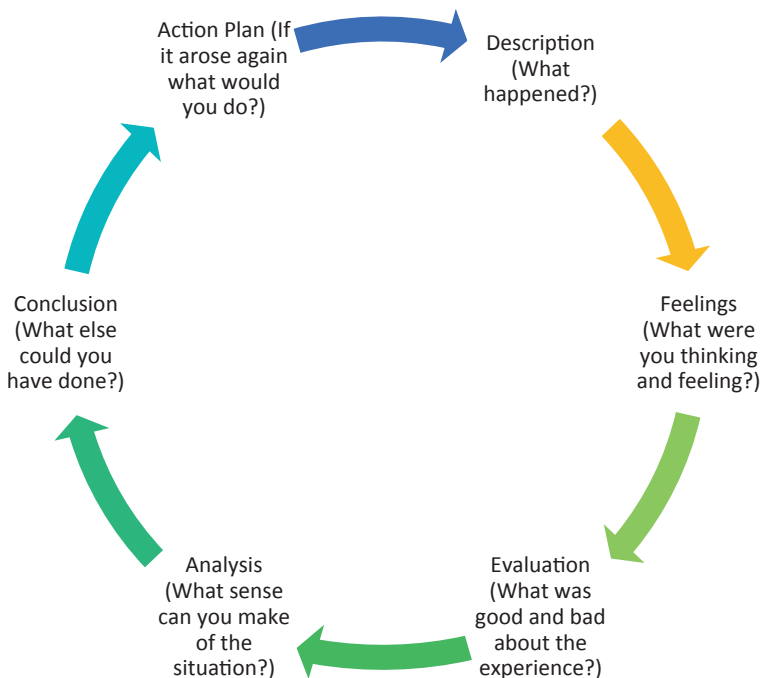 Action Plan (If
it arose again
what would
you do?)
Description
(What
happened?)
Feelings
(What were
you thinking
and feeling?)
Evaluation
(What was
good and bad
about the
experience?)
Analysis
(What sense
can you make
of the
situation?)
Conclusion
(What else
could you
have done?)